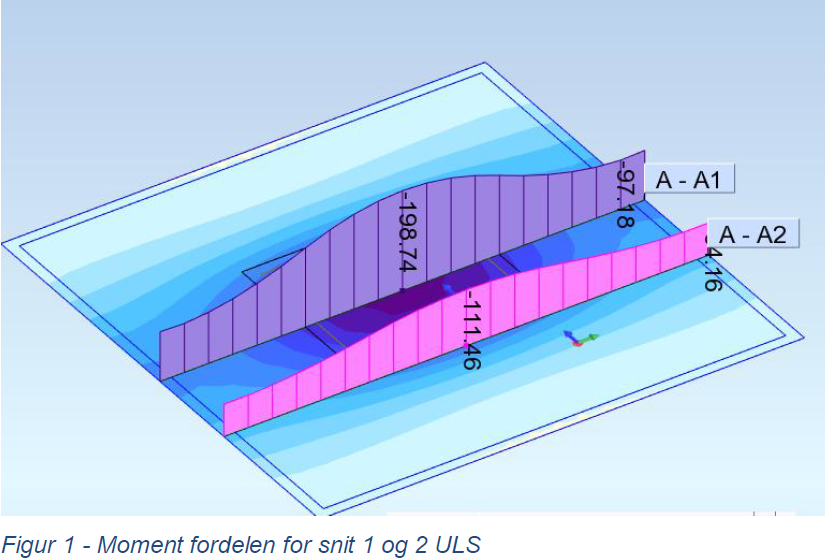 A - A1
-97.18
-198.74
A - A2
4.16
-111.46
Figur 1 - Moment fordelen for snit 1 og 2 ULS